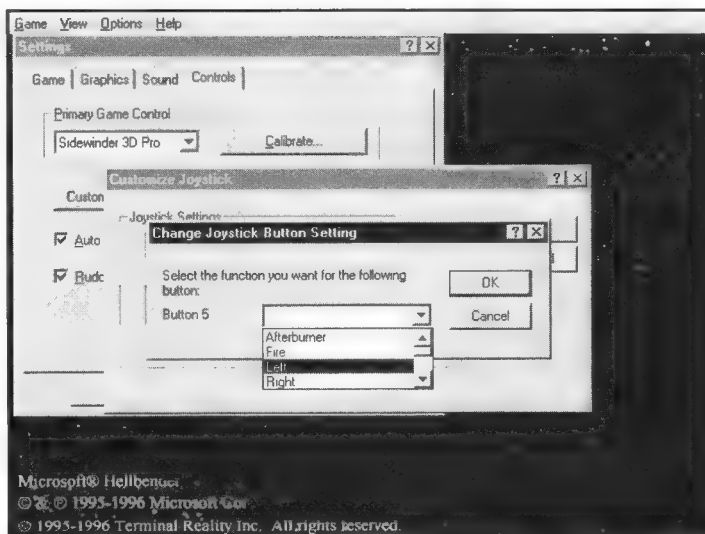 Game View Options Help
Settings
Game Graphics Sound Controls
Primary Game Control
Sidewinder 3D Pro Calibrate...
Customize Joystick
Custom
Joystick Settings
Auto
Change Joystick Button Setting
Select the function you want for the following
button:
OK
Button 5
Cancel
Afterburner
Fire
Left
Right
Microsoft® Hellbender
© & ℗ 1995-1996 Microsoft Cor
© 1995-1996 Terminal Reality Inc. All rights reserved.